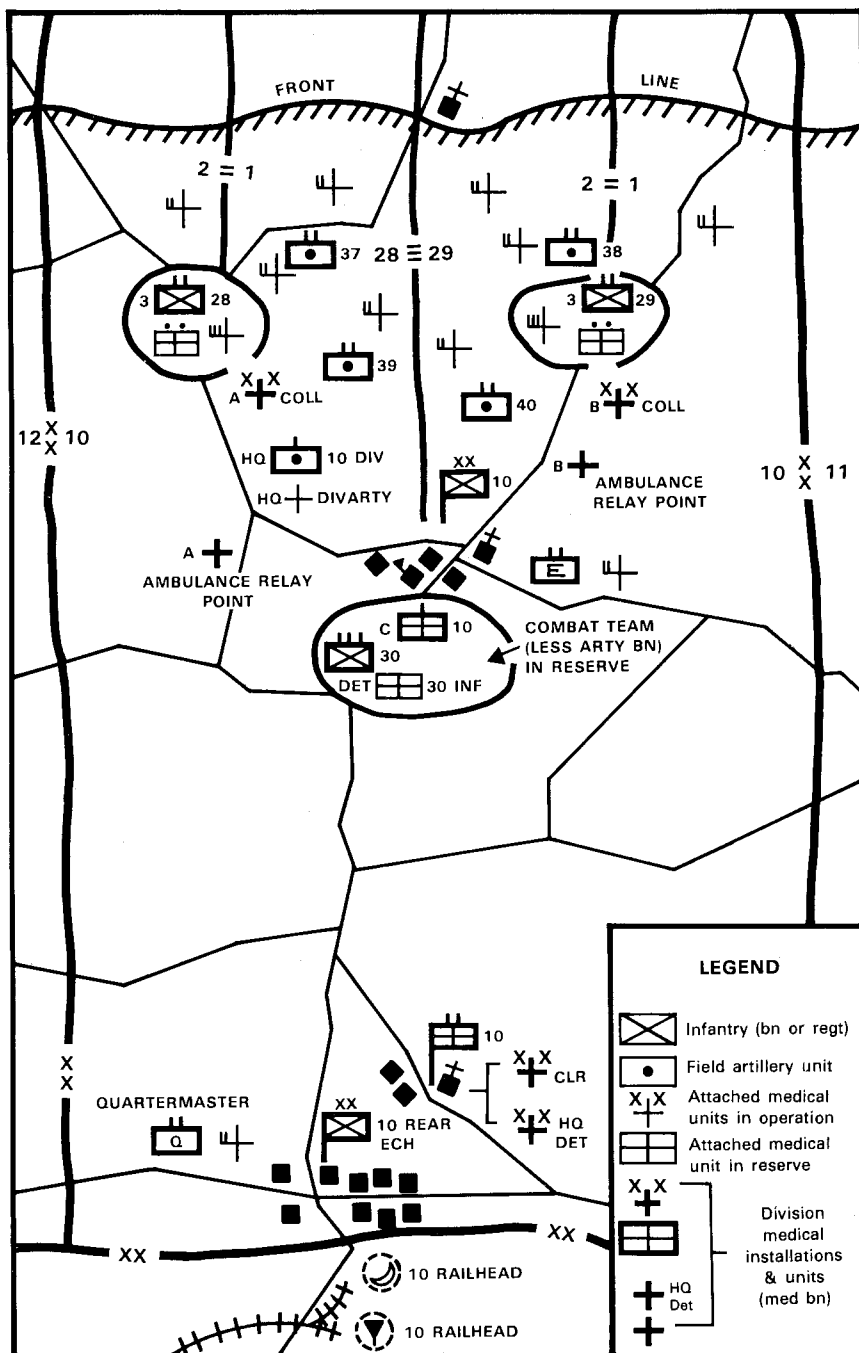 FRONT LINE
2 1
2 1
37
28 29
38
3 28
3 29
39
40
A COLL
B COLL
12 X X 10
10 X X 11
HQ 10 DIV
XX
10
B
AMBULANCE
RELAY POINT
HQ DIVARTY
A
AMBULANCE RELAY
POINT
E
C 10
30
DET 30 INF
COMBAT TEAM
(LESS ARTY BN)
IN RESERVE
X X
10
X X
CLR
X X
HQ
DET
QUARTERMASTER
Q
XX
10 REAR
ECH
XX
XX
10 RAILHEAD
10 RAILHEAD
LEGEND
Infantry (bn or regt)
Field artillery unit
X X
Attached medical
units in operation
Attached medical
unit in reserve
X X
Division
medical
installations
& units
(med bn)
HQ
Det